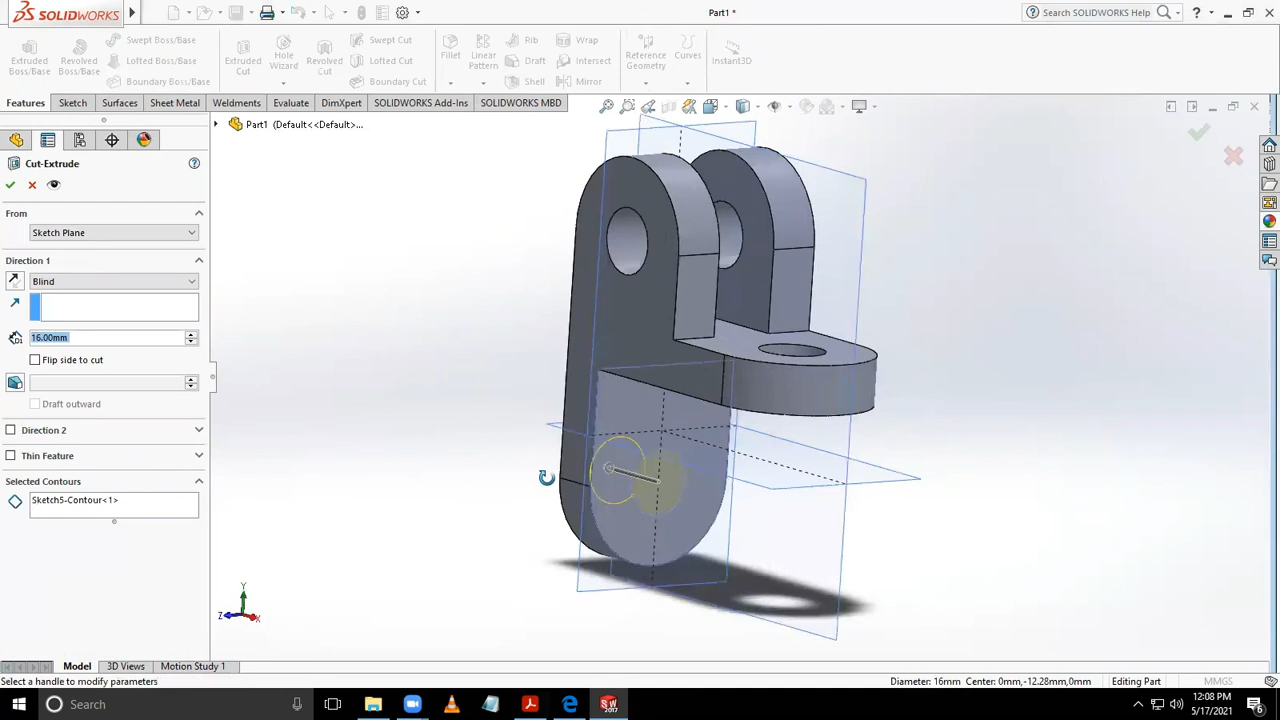 SOLIDWORKS
Part1 *
Search SOLIDWORKS Help
Extruded Boss/Base
Revolved Boss/Base
Swept Boss/Base
Lofted Boss/Base
Boundary Boss/Base
Extruded Cut
Hole Wizard
Revolved Cut
Swept Cut
Lofted Cut
Boundary Cut
Fillet
Linear Pattern
Rib
Draft
Shell
Wrap
Intersect
Mirror
Reference Geometry
Curves
Instant3D
Features
Sketch
Surfaces
Sheet Metal
Weldments
Evaluate
DimXpert
SOLIDWORKS Add-Ins
SOLIDWORKS MBD
Part1 (Default<<Default>...
Cut-Extrude
From
Sketch Plane
Direction 1
Blind
16.00mm
Flip side to cut
Draft outward
Direction 2
Thin Feature
Selected Contours
Sketch5-Contour<1>
Y
Z
X
Model
3D Views
Motion Study 1
Select a handle to modify parameters
Diameter: 16mm Center: 0mm,-12.28mm,0mm
Editing Part
MMGS
Search
SW
2017
12:08 PM
5/17/2021
6